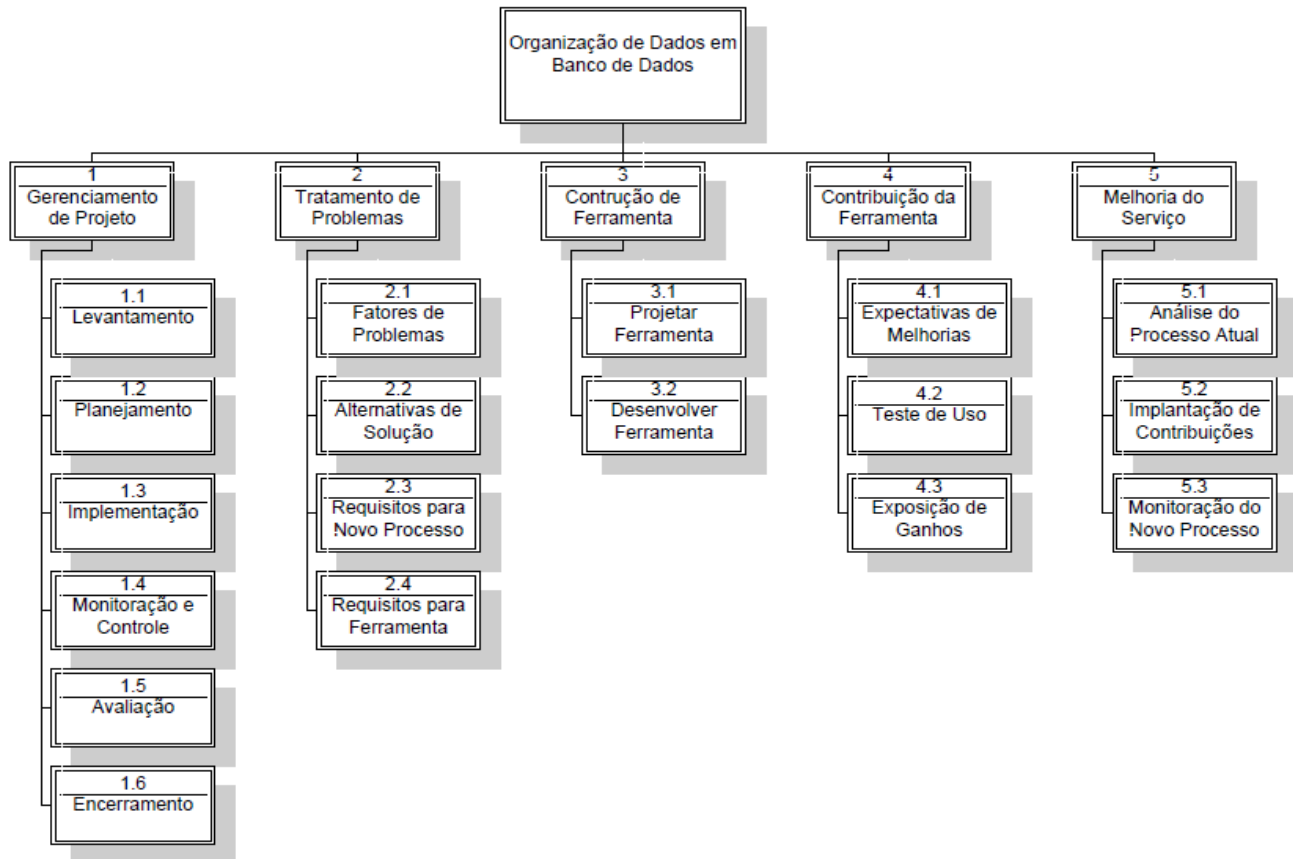 Organização de Dados em
Banco de Dados
1
Gerenciamento
de Projeto
2
Tratamento de
Problemas
3
Contrução de
Ferramenta
4
Contribuição da
Ferramenta
5
Melhoria do
Serviço
1.1
Levantamento
1.2
Planejamento
1.3
Implementação
1.4
Monitoração e
Controle
1.5
Avaliação
1.6
Encerramento
2.1
Fatores de
Problemas
2.2
Alternativas de
Solução
2.3
Requisitos para
Novo Processo
2.4
Requisitos para
Ferramenta
3.1
Projetar
Ferramenta
3.2
Desenvolver
Ferramenta
4.1
Expectativas de
Melhorias
4.2
Teste de Uso
4.3
Exposição de
Ganhos
5.1
Análise do
Processo Atual
5.2
Implantação de
Contribuições
5.3
Monitoração do
Novo Processo